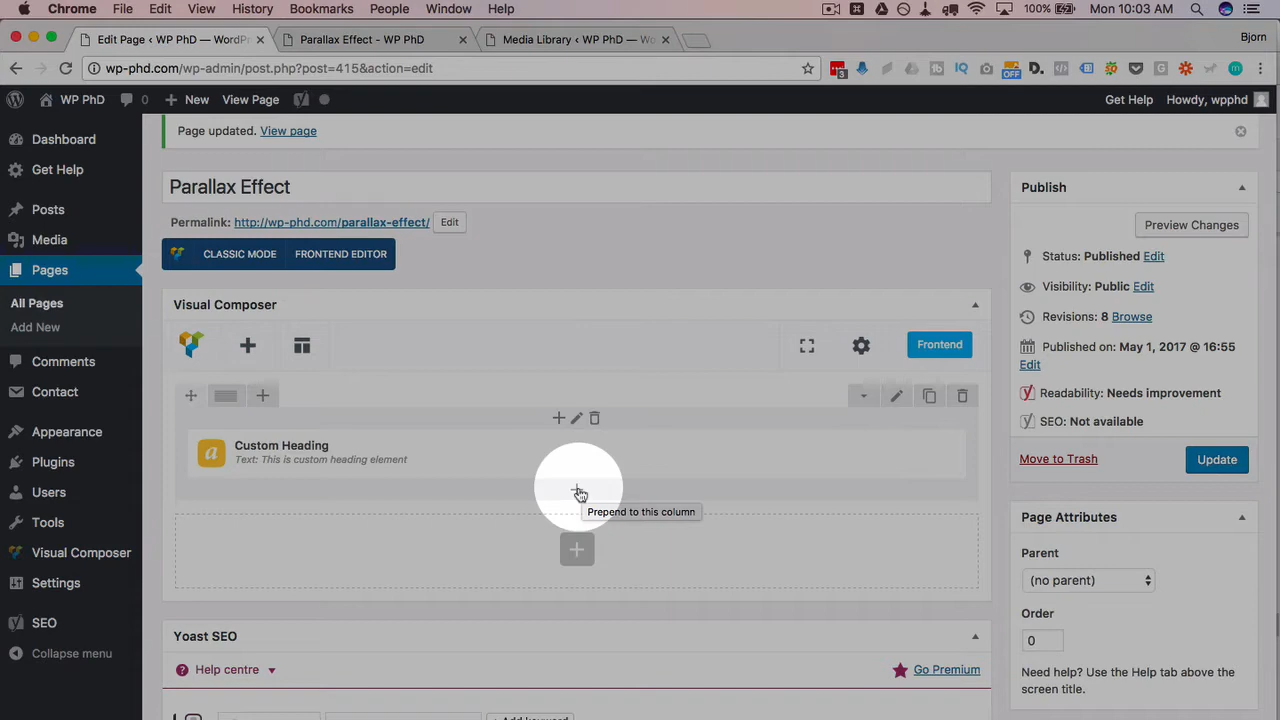 Chrome File Edit View History Bookmarks People Window Help 100% Mon 10:03 AM
Edit Page ‹ WP PhD — WordPr Parallax Effect - WP PhD Media Library ‹ WP PhD — Wo Bjorn
wp-phd.com/wp-admin/post.php?post=415&action=edit 3 OFF D. G m
WP PhD 0 New View Page Get Help Howdy, wpphd
Dashboard
Get Help
Posts
Media
Pages
All Pages
Add New
Comments
Contact
Appearance
Plugins
Users
Tools
Visual Composer
Settings
SEO
Collapse menu
Page updated. View page
Parallax Effect
Permalink: http://wp-phd.com/parallax-effect/ Edit
CLASSIC MODE FRONTEND EDITOR
Visual Composer
Frontend
a Custom Heading
Text: This is custom heading element
Prepend to this column
Yoast SEO
Help centre Go Premium
Add keyword
Publish
Preview Changes
Status: Published Edit
Visibility: Public Edit
Revisions: 8 Browse
Published on: May 1, 2017 @ 16:55
Edit
Readability: Needs improvement
SEO: Not available
Move to Trash Update
Page Attributes
Parent
(no parent)
Order
0
Need help? Use the Help tab above the
screen title.